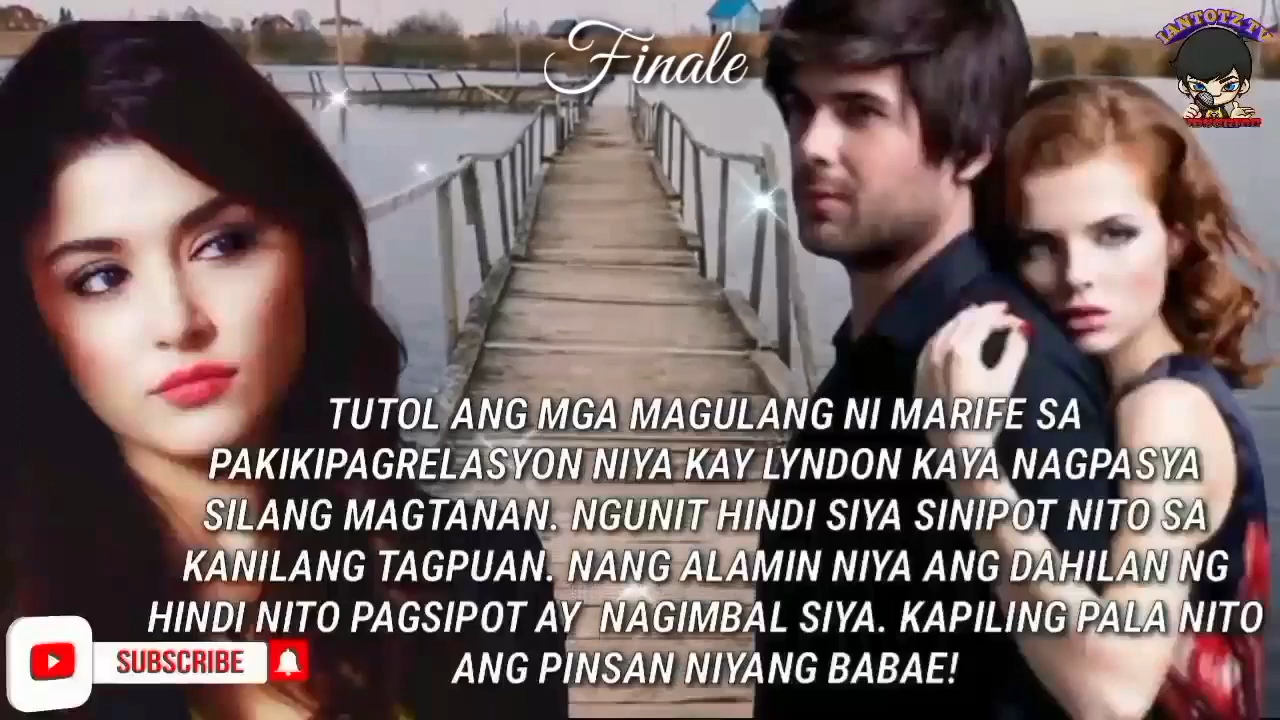 Finale
IANTOTZ TV
TUTOL ANG MGA MAGULANG NI MARIFE SA
PAKIKIPAGRELASYON NIYA KAY LYNDON KAYA NAGPASYA
SILANG MAGTANAN. NGUNIT HINDI SIYA SINIPOT NITO SA
KANILANG TAGPUAN. NANG ALAMIN NIYA ANG DAHILAN NG
HINDI NITO PAGSIPOT AY NAGIMBAL SIYA. KAPILING PALA NITO
ANG PINSAN NIYANG BABAE!
SUBSCRIBE